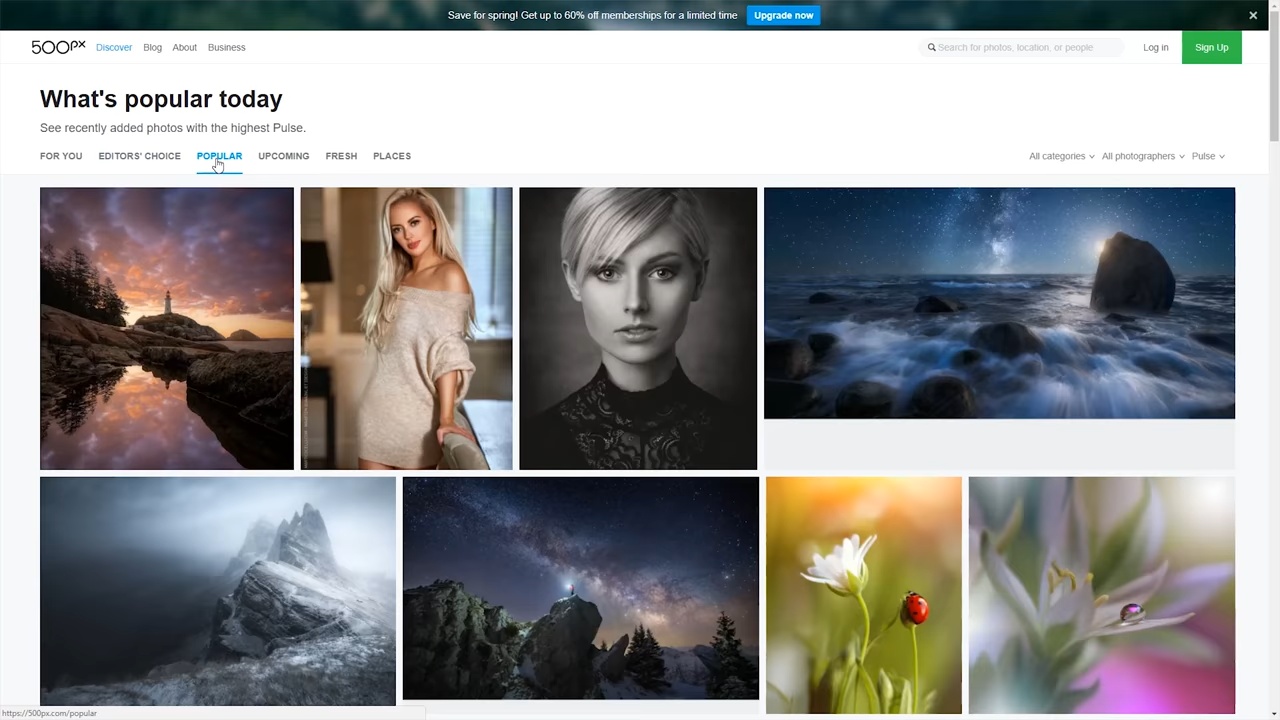 Save for spring! Get up to 60% off memberships for a limited time Upgrade now
500px Discover Blog About Business Search for photos, location, or people Log in Sign Up
What's popular today
See recently added photos with the highest Pulse.
FOR YOU EDITORS' CHOICE POPULAR UPCOMING FRESH PLACES All categories All photographers Pulse
https://500px.com/popular